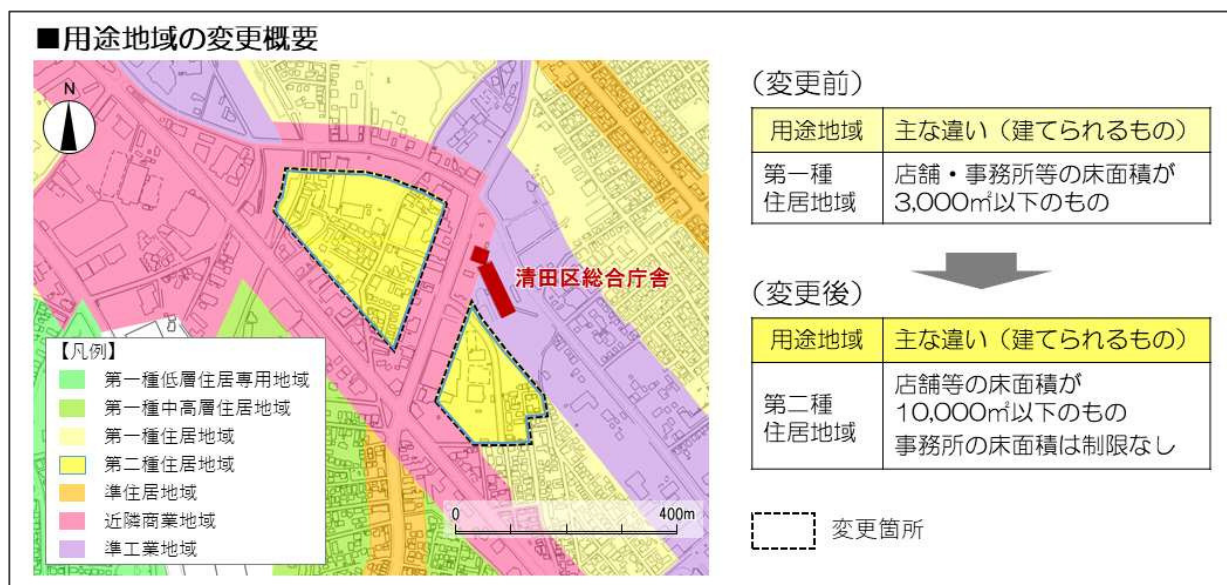 ■用途地域の変更概要
N
清田区総合庁舎
【凡例】
第一種低層住居専用地域
第一種中高層住居地域
第一種住居地域
第二種住居地域
準住居地域
近隣商業地域
準工業地域
0 400m
（変更前）
用途地域 主な違い（建てられるもの）
第一種
住居地域
店舗・事務所等の床面積が
3,000㎡以下のもの
（変更後）
用途地域 主な違い（建てられるもの）
第二種
住居地域
店舗等の床面積が
10,000㎡以下のもの
事務所の床面積は制限なし
変更箇所